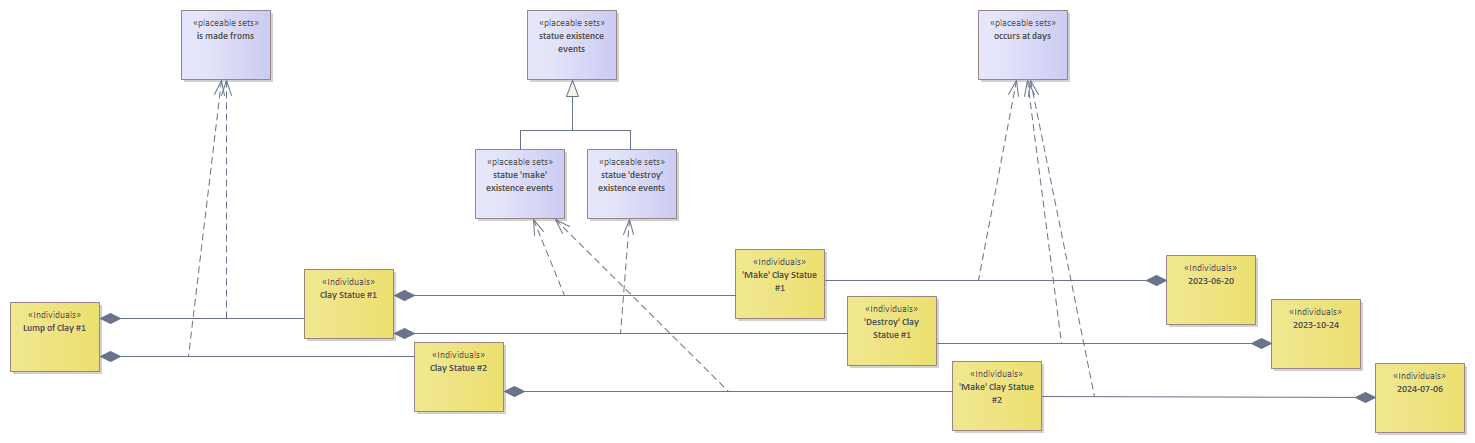 «placeable sets»
is made froms
«placeable sets»
statue existence
events
«placeable sets»
occurs at days
«placeable sets»
statue 'make'
existence events
«placeable sets»
statue 'destroy'
existence events
«Individuals»
'Make' Clay Statue
#1
«Individuals»
2023-06-20
«Individuals»
Clay Statue #1
«Individuals»
'Destroy' Clay
Statue #1
«Individuals»
2023-10-24
«Individuals»
Lump of Clay #1
«Individuals»
Clay Statue #2
«Individuals»
'Make' Clay Statue
#2
«Individuals»
2024-07-06